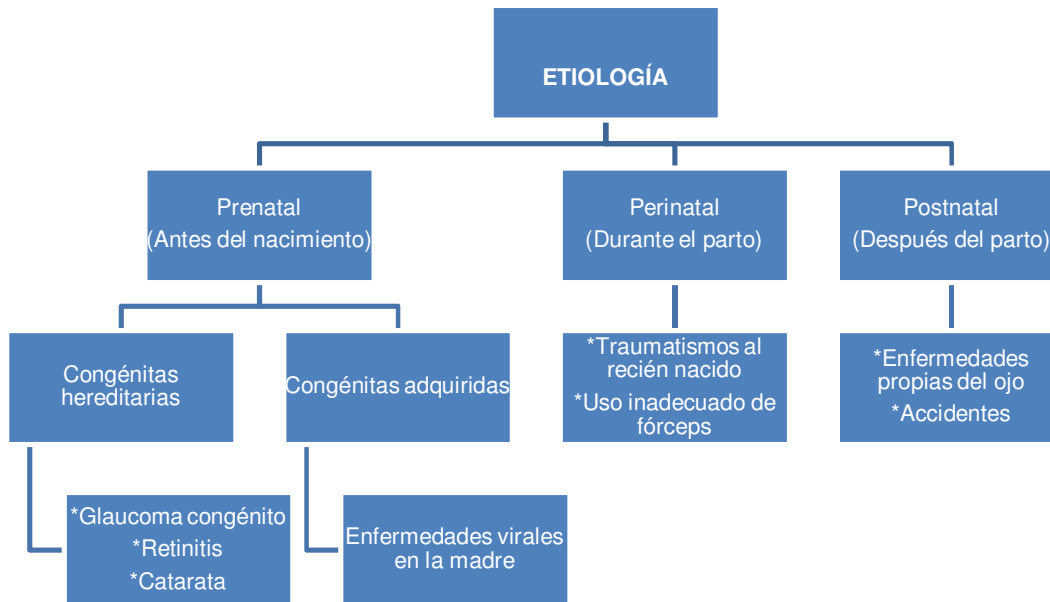 ETIOLOGÍA
Prenatal
(Antes del nacimiento)
Perinatal
(Durante el parto)
Postnatal
(Después del parto)
Congénitas
hereditarias
Congénitas adquiridas
*Traumatismos al
recién nacido
*Uso inadecuado de
fórceps
*Enfermedades
propias del ojo
*Accidentes
*Glaucoma congénito
*Retinitis
*Catarata
Enfermedades virales
en la madre